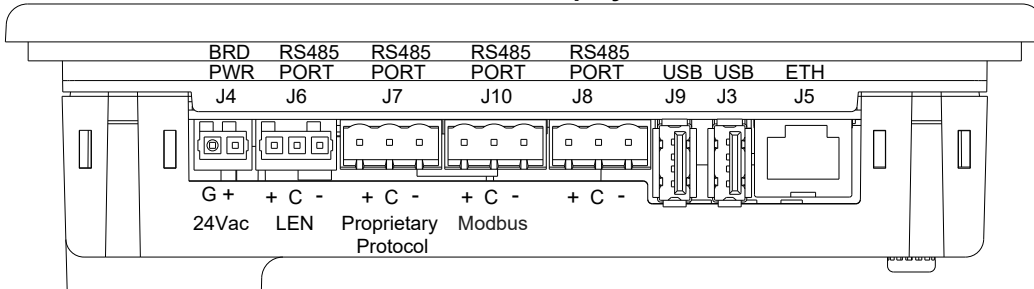 BRD RS485 RS485 RS485 RS485
PWR PORT PORT PORT PORT USB USB ETH
J4 J6 J7 J10 J8 J9 J3 J5
G + + C - + C - + C - + C -
24Vac LEN Proprietary Modbus
Protocol